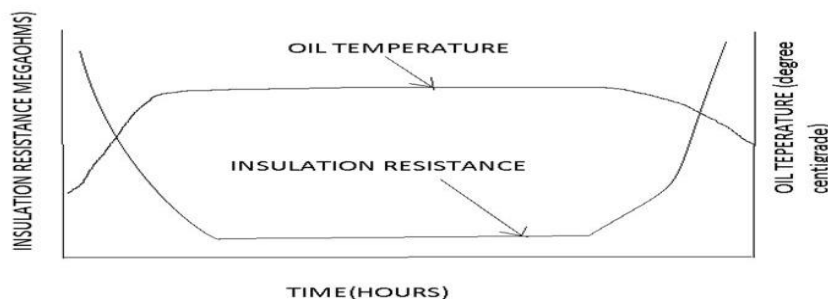 OIL TEMPERATURE
INSULATION RESISTANCE MEGAOHMS)
OIL TEPERATURE (degree
centigrade)
INSULATION RESISTANCE
TIME(HOURS)